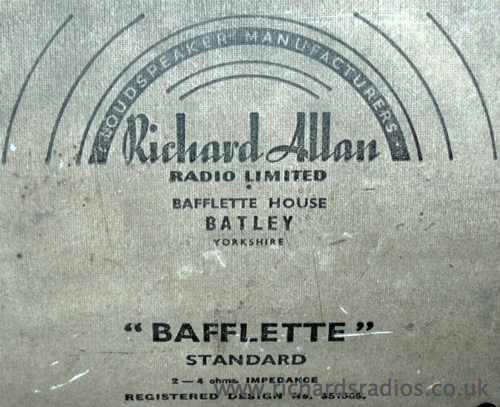 LOUDSPEAKER MANUFACTURERS
Richard Allan
RADIO LIMITED
BAFFLETTE HOUSE
BATLEY
YORKSHIRE
"BAFFLETTE"
STANDARD
2—4 ohms. IMPEDANCE
www.richardsradios.co.uk
REGISTERED DESIGN No.